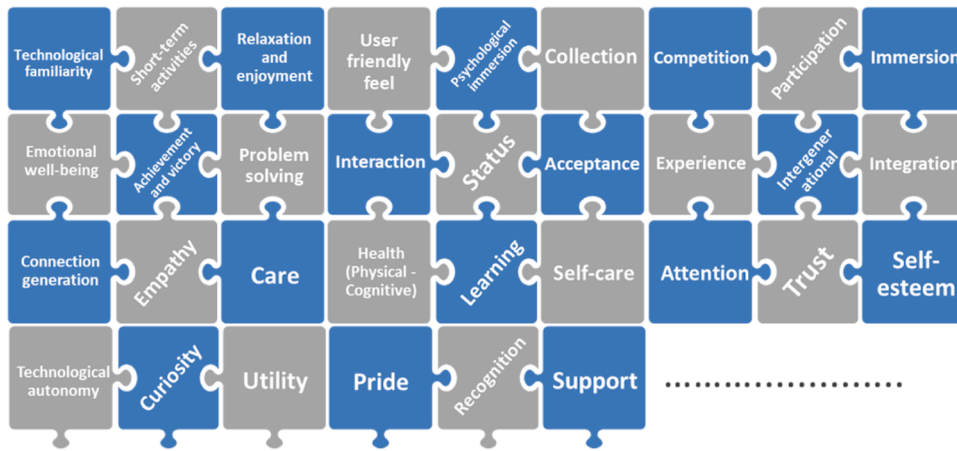 Technological
familiarity
Short-term
activities
Relaxation
and
enjoyment
User
friendly
feel
Psychological
immersion
Collection
Competition
Participation
Immersion
Emotional
well-being
Achievement
and victory
Problem
solving
Interaction
Status
Acceptance
Experience
Intergener
ational
Integration
Connection
generation
Empathy
Care
Health
(Physical -
Cognitive)
Learning
Self-care
Attention
Trust
Self-
esteem
Technological
autonomy
Curiosity
Utility
Pride
Recognition
Support
........................